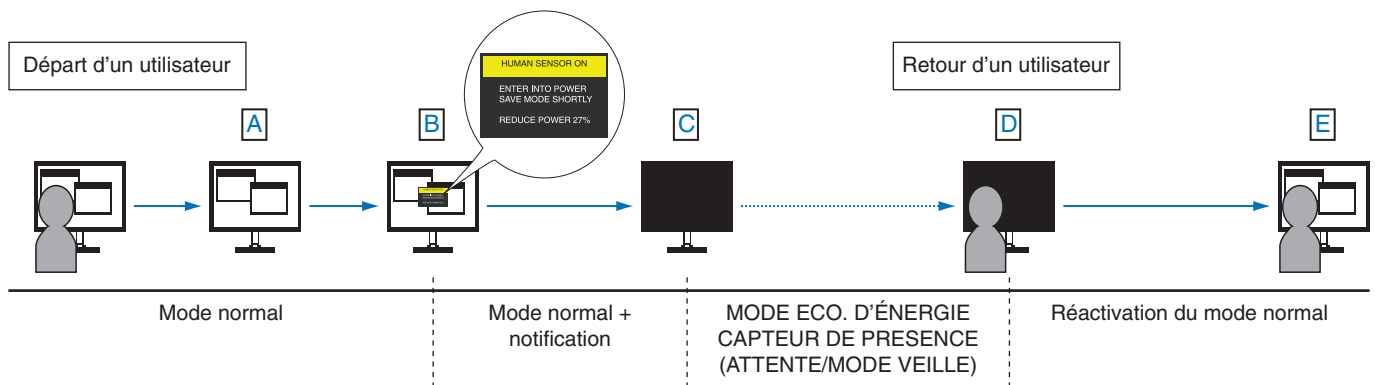 Départ d'un utilisateur
HUMAN SENSOR ON
ENTER INTO POWER
SAVE MODE SHORTLY
REDUCE POWER 27%
Retour d'un utilisateur
A
B
C
D
E
Mode normal
Mode normal +
notification
MODE ECO. D'ÉNERGIE
CAPTEUR DE PRESENCE
(ATTENTE/MODE VEILLE)
Réactivation du mode normal